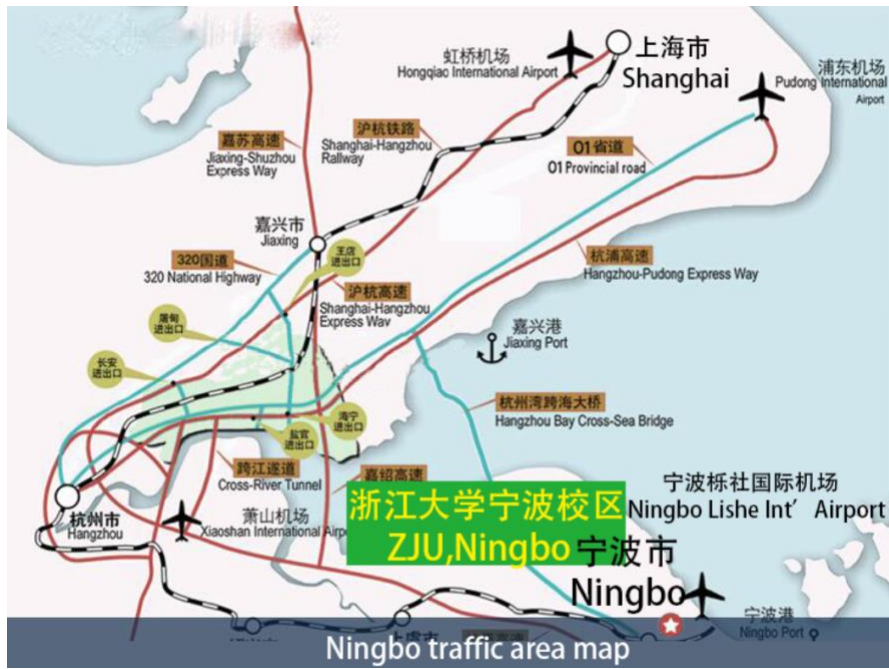 虹桥机场
Hongqiao International Airport
上海市
Shanghai
浦东机场
Pudong International
Airport
嘉苏高速
Jiaxing-Shuzhou
Express Way
沪杭铁路
Shanghai-Hangzhou
Rallway
01省道
01 Provincial road
嘉兴市
Jiaxing
王店
进出口
320国道
320 National Highway
杭浦高速
Hangzhou-Pudong Express Way
沪杭高速
Shanghai-Hangzhou
Express Way
屠甸
进出口
嘉兴港
Jiaxing Port
长安
进出口
杭州湾跨海大桥
Hangzhou Bay Cross-Sea Bridge
海宁
进出口
盐官
进出口
跨江遂道
Cross-River Tunnel
嘉绍高速
杭州市
Hangzhou
萧山机场
Xiaoshan International Airp
浙江大学宁波校区
ZJU,Ningbo
宁波栎社国际机场
Ningbo Lishe Int' Airport
宁波市
Ningbo
宁波港
Ningbo Port
Ningbo traffic area map